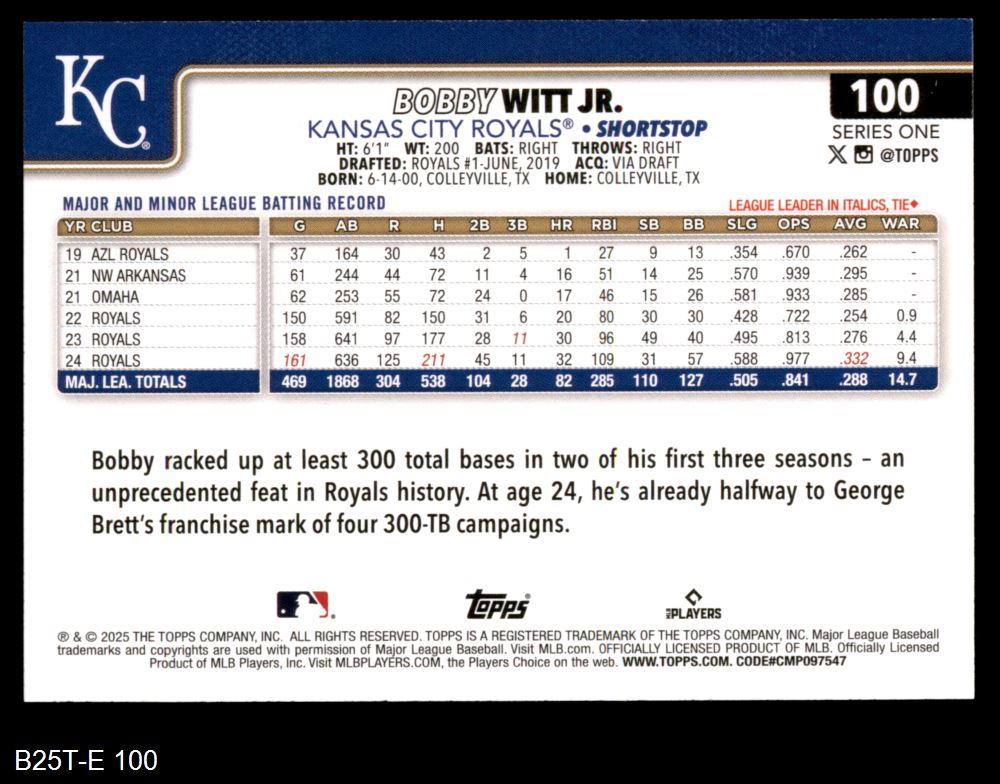 KC
100
BOBBY WITT JR.
KANSAS CITY ROYALS® • SHORTSTOP
SERIES ONE
@TOPPS
HT: 6'1" WT: 200 BATS: RIGHT THROWS: RIGHT
DRAFTED: ROYALS #1-JUNE, 2019 ACQ: VIA DRAFT
BORN: 6-14-00, COLLEYVILLE, TX HOME: COLLEYVILLE, TX
MAJOR AND MINOR LEAGUE BATTING RECORD LEAGUE LEADER IN ITALICS, TIE♦
YR CLUB G AB R H 2B 3B HR RBI SB BB SLG OPS AVG WAR
19 AZL ROYALS 37 164 30 43 2 5 1 27 9 13 .354 .670 .262 -
21 NW ARKANSAS 61 244 44 72 11 4 16 51 14 25 .570 .939 .295 -
21 OMAHA 62 253 55 72 24 0 17 46 15 26 .581 .933 .285 -
22 ROYALS 150 591 82 150 31 6 20 80 30 30 .428 .722 .254 0.9
23 ROYALS 158 641 97 177 28 11 30 96 49 40 .495 .813 .276 4.4
24 ROYALS 161 636 125 211 45 11 32 109 31 57 .588 .977 .332 9.4
MAJ. LEA. TOTALS 469 1868 304 538 104 28 82 285 110 127 .505 .841 .288 14.7
Bobby racked up at least 300 total bases in two of his first three seasons – an
unprecedented feat in Royals history. At age 24, he's already halfway to George
Brett's franchise mark of four 300-TB campaigns.
Topps®
MLB PLAYERS
® & © 2025 THE TOPPS COMPANY, INC. ALL RIGHTS RESERVED. TOPPS IS A REGISTERED TRADEMARK OF THE TOPPS COMPANY, INC. Major League Baseball
trademarks and copyrights are used with permission of Major League Baseball. Visit MLB.com. OFFICIALLY LICENSED PRODUCT OF MLB. Officially Licensed
Product of MLB Players, Inc. Visit MLBPLAYERS.COM, the Players Choice on the web. WWW.TOPPS.COM. CODE#CMP097547
B25T-E 100